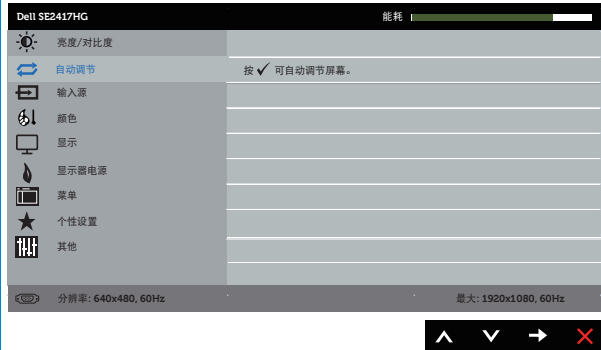 Dell SE2417HG 能耗
亮度/对比度
自动调节 按 ✓ 可自动调节屏幕。
输入源
颜色
显示
显示器电源
菜单
个性设置
其他
分辨率: 640x480, 60Hz 最大: 1920x1080, 60Hz